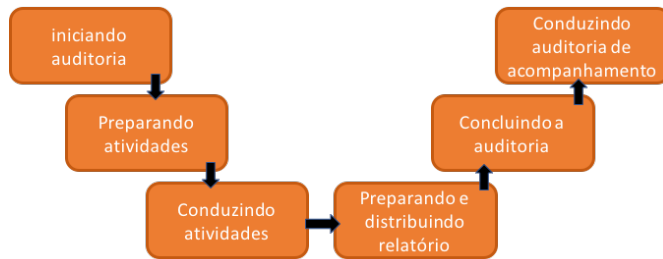 iniciando
auditoria
Preparando
atividades
Conduzindo
atividades
Preparando e
distribuindo
relatório
Concluindo a
auditoria
Conduzindo
auditoria de
acompanhamento